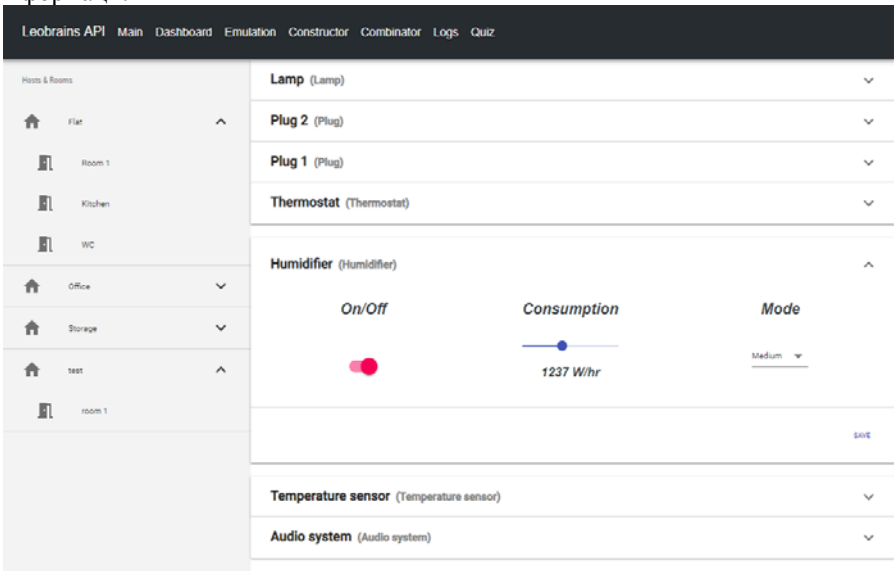 Leobrains API Main Dashboard Emulation Constructor Combinator Logs Quiz
Hosts & Rooms
Flat
Room 1
Kitchen
WC
Office
Storage
test
room 1
Lamp (Lamp)
Plug 2 (Plug)
Plug 1 (Plug)
Thermostat (Thermostat)
Humidifier (Humidifier)
On/Off Consumption Mode
1237 W/hr
Medium
SAVE
Temperature sensor (Temperature sensor)
Audio system (Audio system)